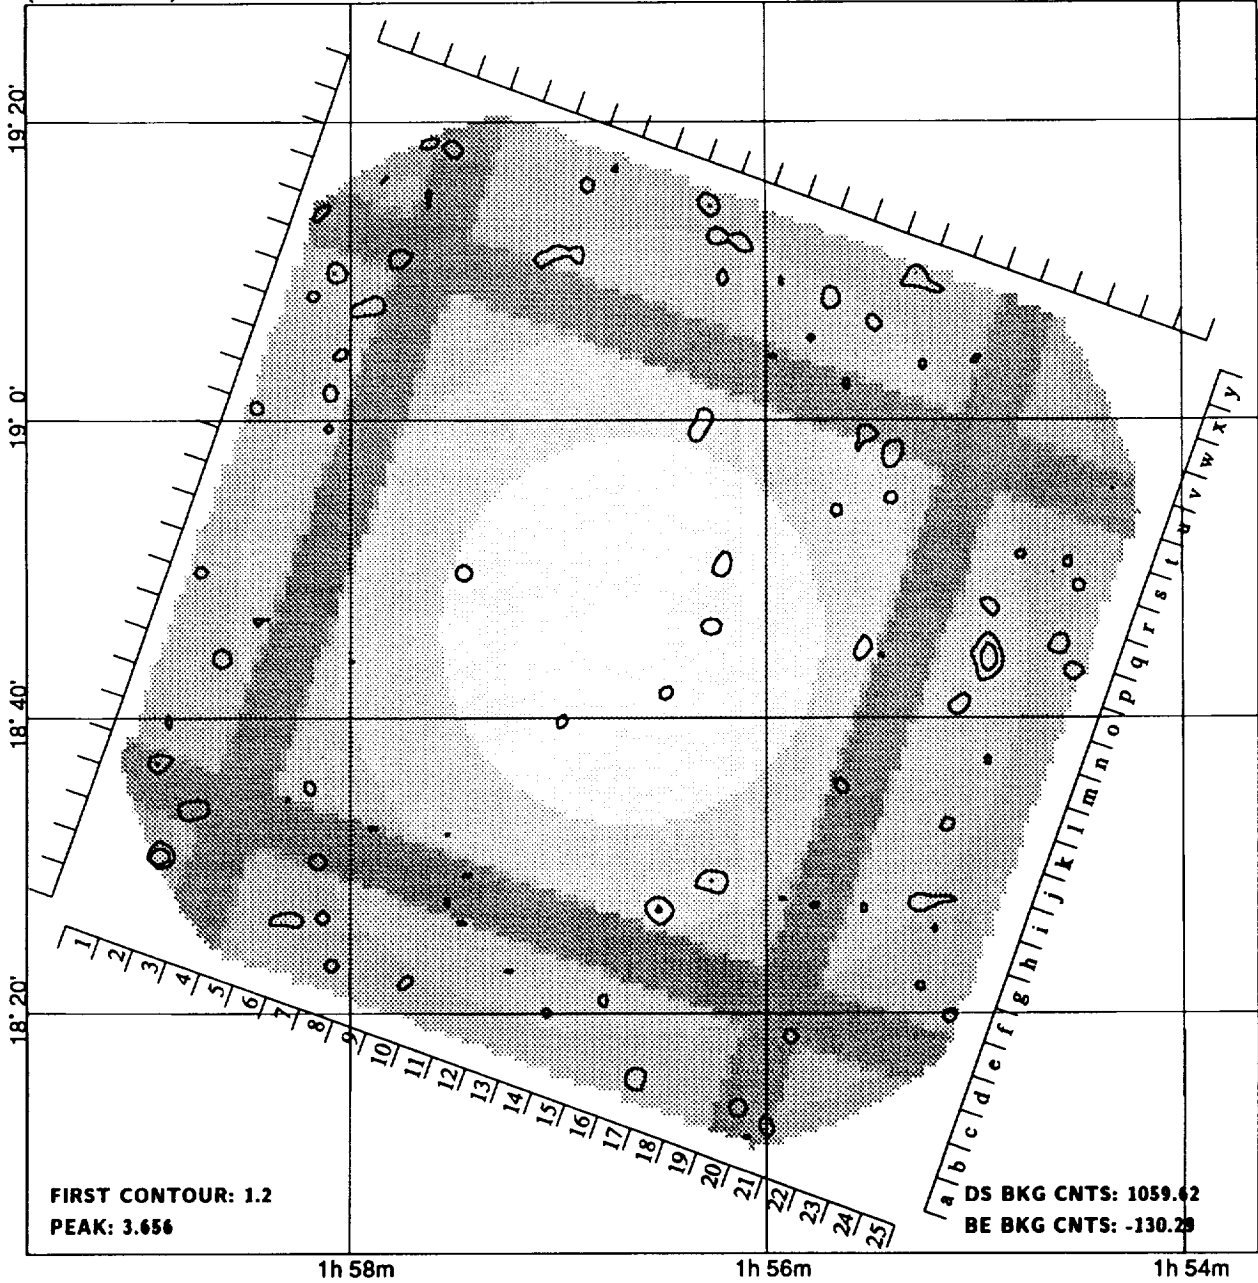 19° 20'
19° 0'
18° 40'
18° 20'
y
x
w
v
u
t
s
r
q
p
o
n
m
l
k
j
i
h
g
f
e
d
c
b
a
1 2 3 4 5 6 7 8 9 10 11 12 13 14 15 16 17 18 19 20 21 22 23 24 25
FIRST CONTOUR: 1.2
PEAK: 3.656
DS BKG CNTS: 1059.62
BE BKG CNTS: -130.29
1h 58m 1h 56m 1h 54m